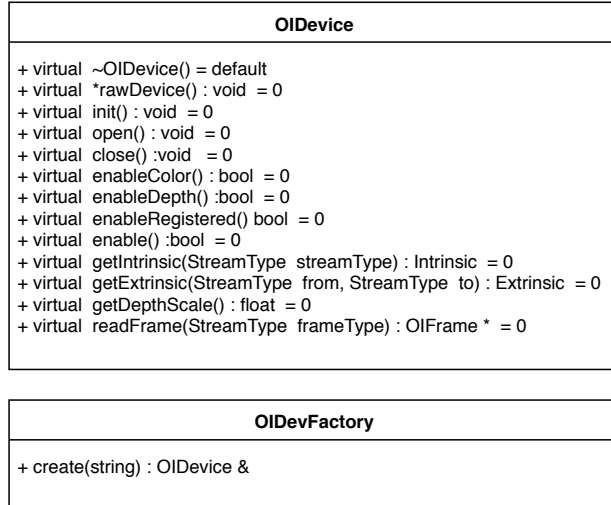 OIDevice
+ virtual ~OIDevice() = default
+ virtual *rawDevice() : void = 0
+ virtual init() : void = 0
+ virtual open() : void = 0
+ virtual close() :void = 0
+ virtual enableColor() : bool = 0
+ virtual enableDepth() :bool = 0
+ virtual enableRegistered() bool = 0
+ virtual enable() :bool = 0
+ virtual getIntrinsic(StreamType streamType) : Intrinsic = 0
+ virtual getExtrinsic(StreamType from, StreamType to) : Extrinsic = 0
+ virtual getDepthScale() : float = 0
+ virtual readFrame(StreamType frameType) : OIFrame * = 0
OIDevFactory
+ create(string) : OIDevice &